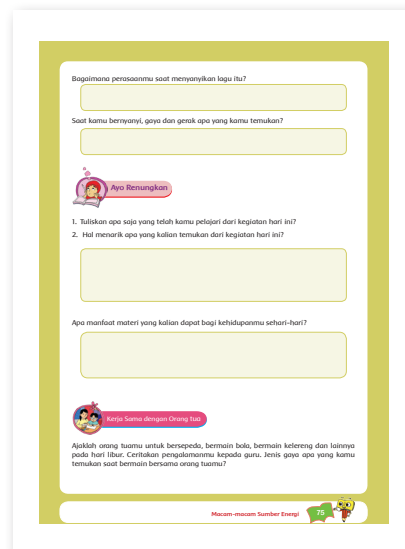 Bagaimana perasaanmu saat menyanyikan lagu itu?
Saat kamu bernyanyi, gaya dan gerak apa yang kamu temukan?
Ayo Renungkan
1. Tuliskan apa saja yang telah kamu pelajari dari kegiatan hari ini?
2. Hal menarik apa yang kalian temukan dari kegiatan hari ini?
Apa manfaat materi yang kalian dapat bagi kehidupanmu sehari-hari?
Kerja Sama dengan Orang tua
Ajaklah orang tuamu untuk bersepeda, bermain bola, bermain kelereng dan lainnya
pada hari libur. Ceritakan pengalamanmu kepada guru. Jenis gaya apa yang kamu
temukan saat bermain bersama orang tuamu?
Macam-macam Sumber Energi 75